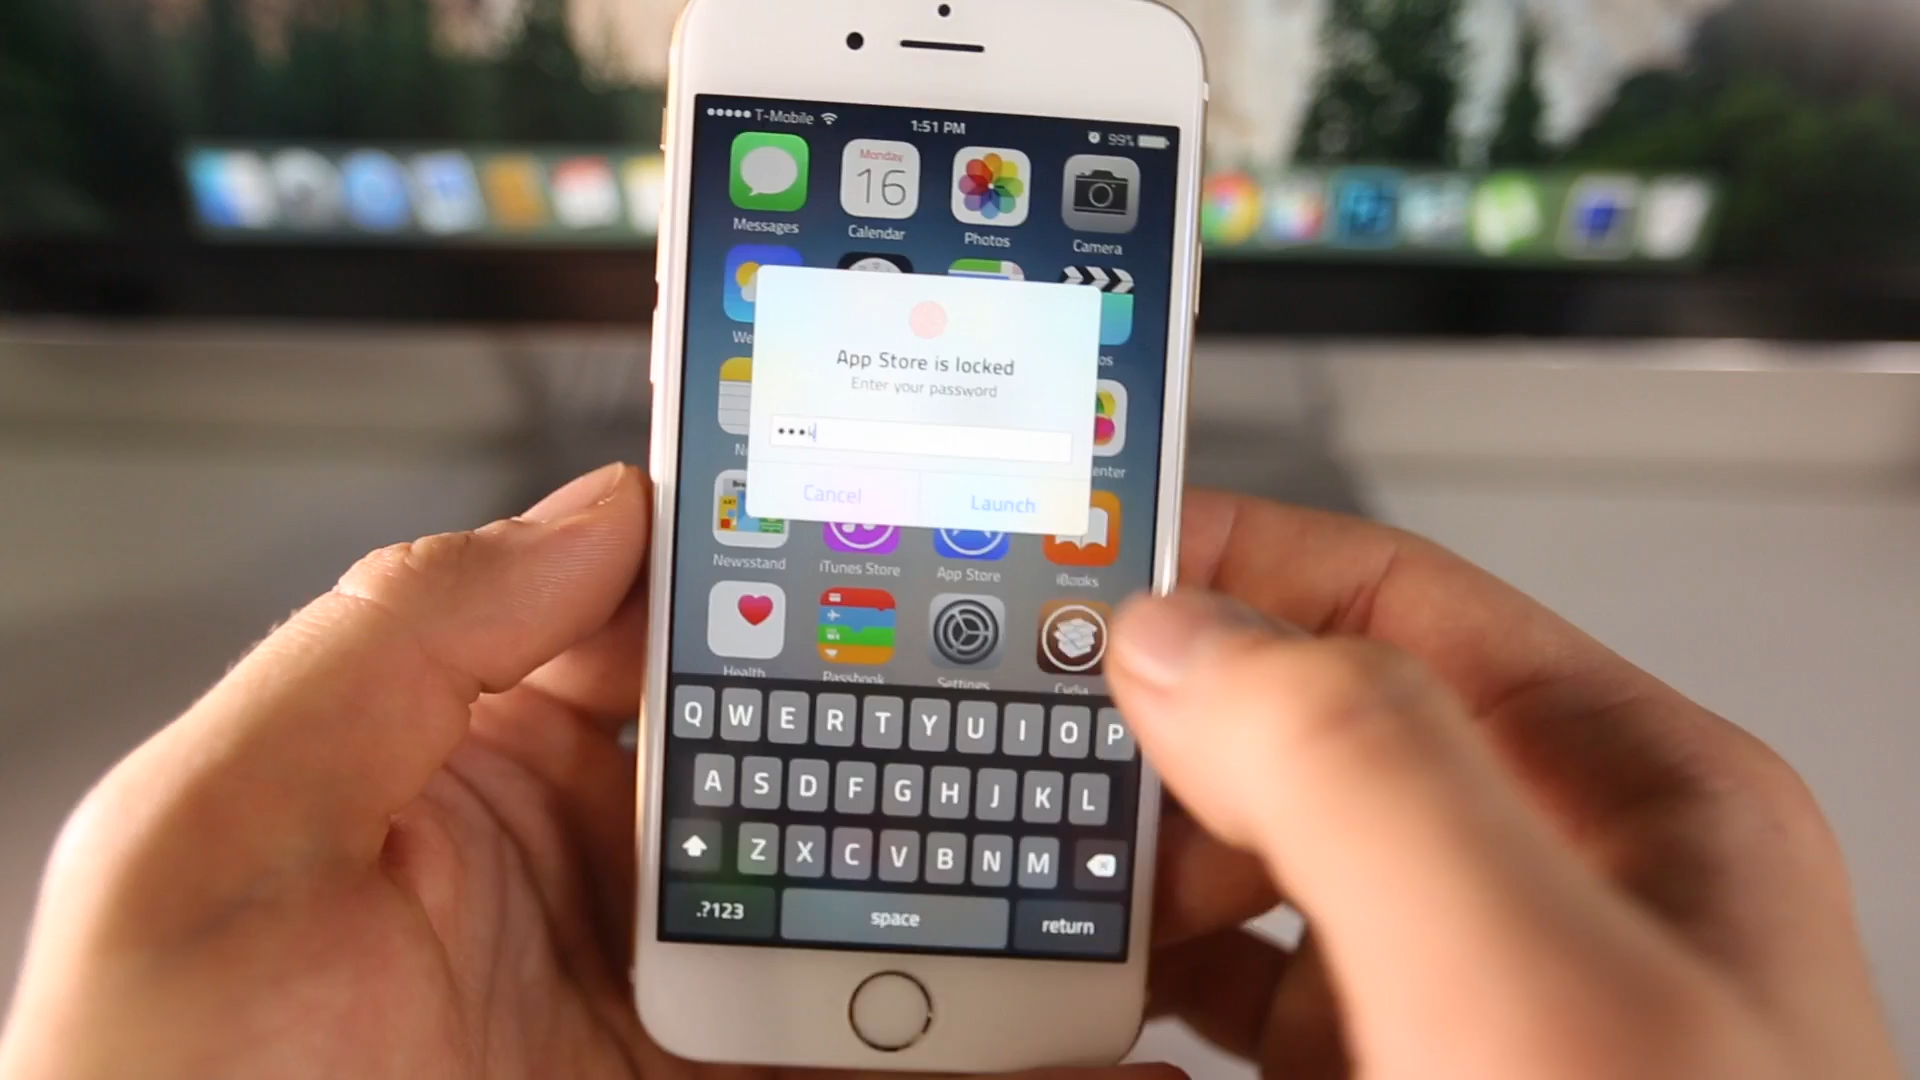 T-Mobile 1:51 PM 99%
Monday
16
Messages Calendar Photos Camera
App Store is locked
Enter your password
Cancel Launch
Newsstand iTunes Store App Store iBooks
Health Passbook Settings Cydia
Q W E R T Y U I O P
A S D F G H J K L
Z X C V B N M
.?123 space return